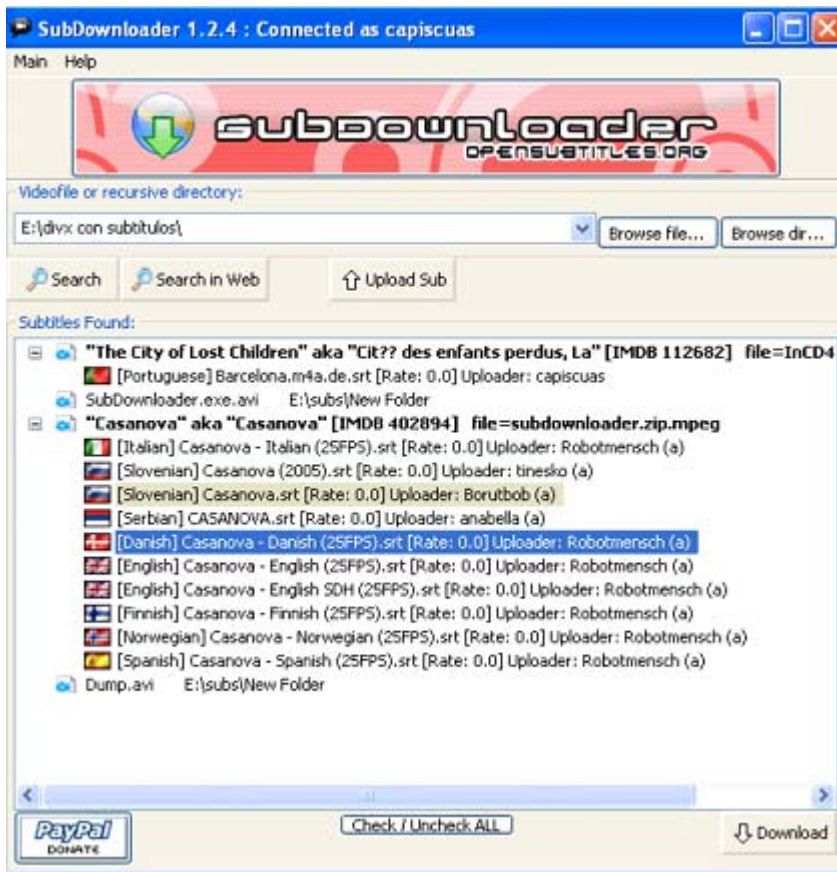 SubDownloader 1.2.4 : Connected as capiscuas
Main Help
SUBDOWNLOADER
OPENSUBTITLES.ORG
Videofile or recursive directory:
E:\divx con subtítulos\
Browse file... Browse dir...
Search Search in Web Upload Sub
Subtitles Found:
"The City of Lost Children" aka "Cit?? des enfants perdus, La" [IMDB 112682] file=InCD4
[Portuguese] Barcelona.m4a.de.srt [Rate: 0.0] Uploader: capiscuas
SubDownloader.exe.avi E:\subs\New Folder
"Casanova" aka "Casanova" [IMDB 402894] file=subdownloader.zip.mpeg
[Italian] Casanova - Italian (25FPS).srt [Rate: 0.0] Uploader: Robotmensch (a)
[Slovenian] Casanova (2005).srt [Rate: 0.0] Uploader: tinesko (a)
[Slovenian] Casanova.srt [Rate: 0.0] Uploader: Borutbob (a)
[Serbian] CASANOVA.srt [Rate: 0.0] Uploader: anabella (a)
[Danish] Casanova - Danish (25FPS).srt [Rate: 0.0] Uploader: Robotmensch (a)
[English] Casanova - English (25FPS).srt [Rate: 0.0] Uploader: Robotmensch (a)
[English] Casanova - English SDH (25FPS).srt [Rate: 0.0] Uploader: Robotmensch (a)
[Finnish] Casanova - Finnish (25FPS).srt [Rate: 0.0] Uploader: Robotmensch (a)
[Norwegian] Casanova - Norwegian (25FPS).srt [Rate: 0.0] Uploader: Robotmensch (a)
[Spanish] Casanova - Spanish (25FPS).srt [Rate: 0.0] Uploader: Robotmensch (a)
Dump.avi E:\subs\New Folder
PayPal
DONATE
Check / Uncheck ALL
Download